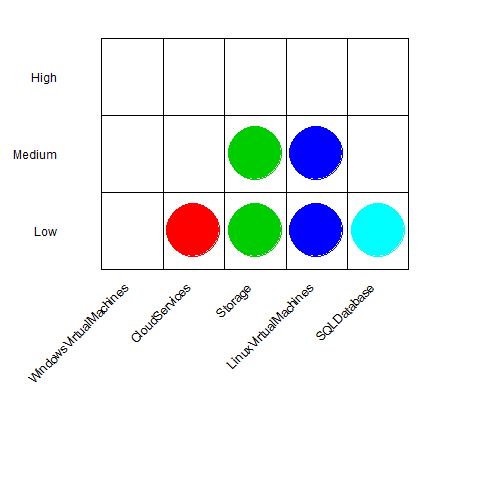 High
Medium
Low
WindowsVirtualMachines
CloudServices
Storage
LinuxVirtualMachines
SQLDatabase